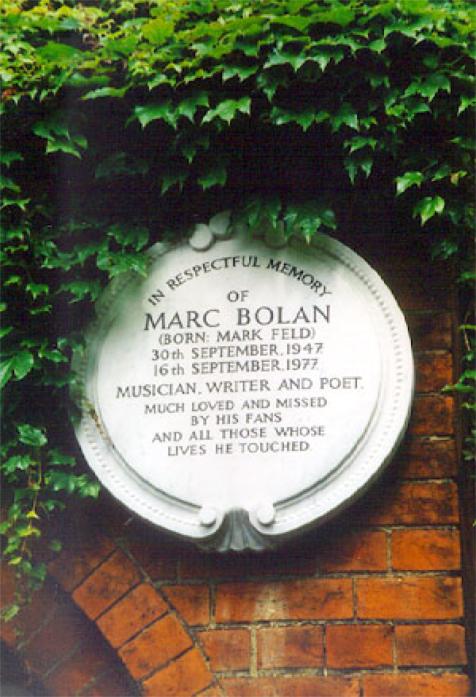 IN RESPECTFUL MEMORY
OF
MARC BOLAN
(BORN: MARK FELD)
30th SEPTEMBER, 1947.
16th SEPTEMBER, 1977.
MUSICIAN, WRITER AND POET.
MUCH LOVED AND MISSED
BY HIS FANS
AND ALL THOSE WHOSE
LIVES HE TOUCHED